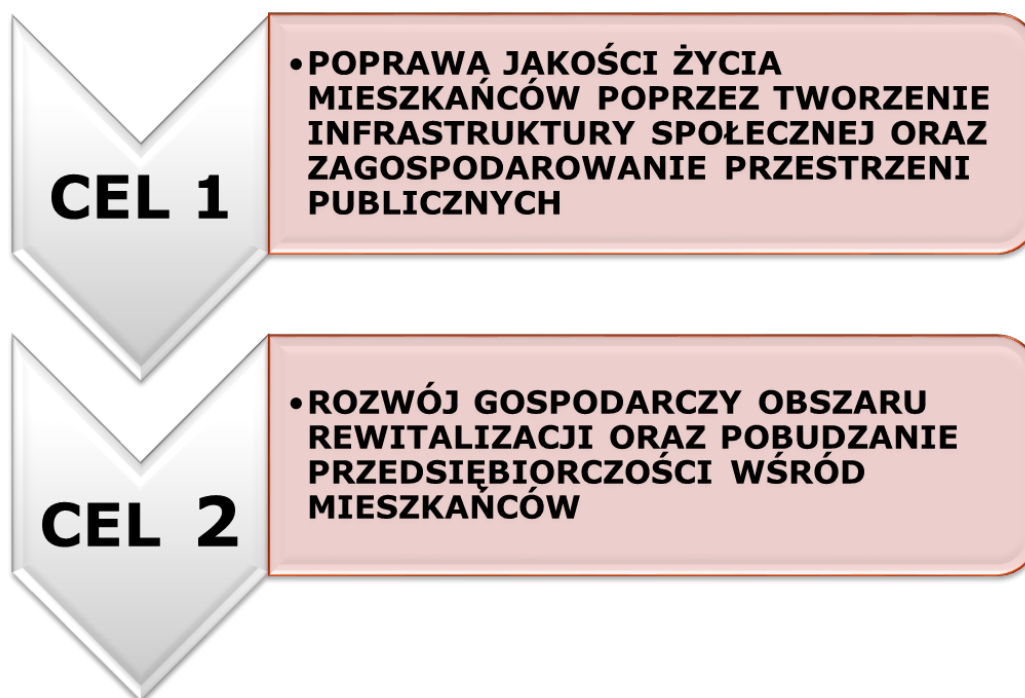 CEL 1
•POPRAWA JAKOŚCI ŻYCIA
MIESZKAŃCÓW POPRZEZ TWORZENIE
INFRASTRUKTURY SPOŁECZNEJ ORAZ
ZAGOSPODAROWANIE PRZESTRZENI
PUBLICZNYCH
CEL 2
•ROZWÓJ GOSPODARCZY OBSZARU
REWITALIZACJI ORAZ POBUDZANIE
PRZEDSIĘBIORCZOŚCI WŚRÓD
MIESZKAŃCÓW